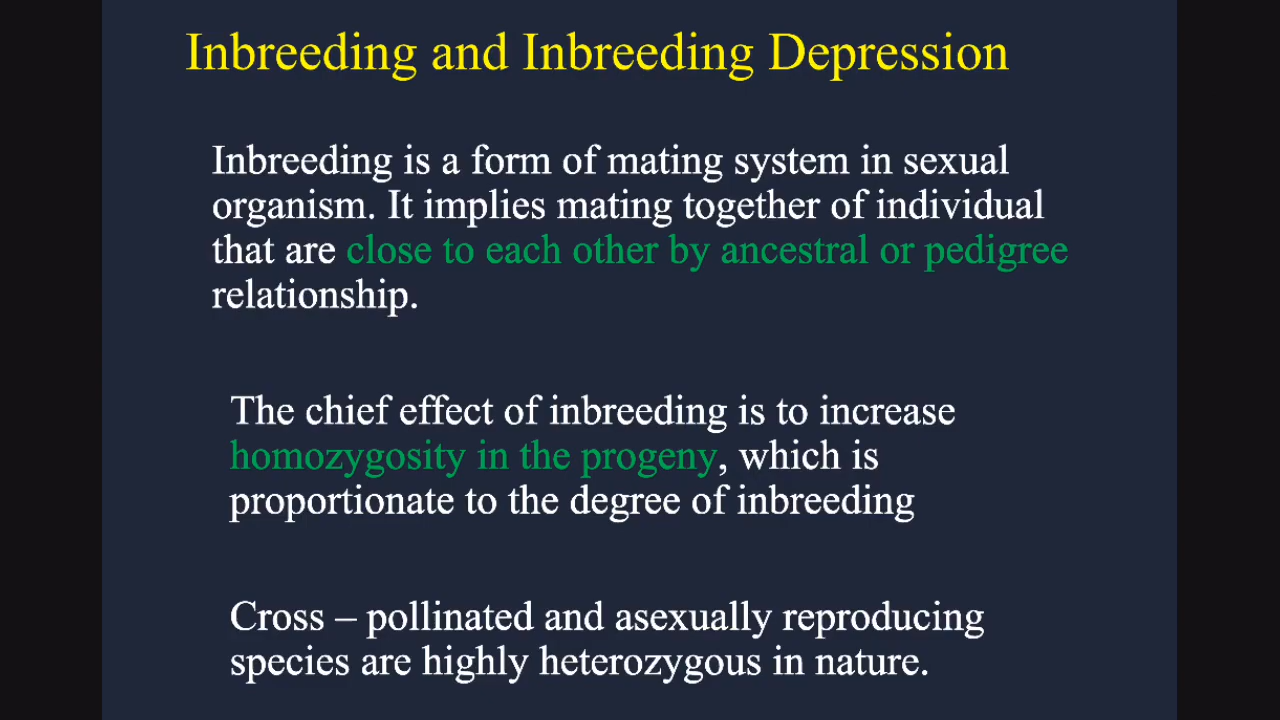 Inbreeding and Inbreeding Depression
Inbreeding is a form of mating system in sexual
organism. It implies mating together of individual
that are close to each other by ancestral or pedigree
relationship.
The chief effect of inbreeding is to increase
homozygosity in the progeny, which is
proportionate to the degree of inbreeding
Cross – pollinated and asexually reproducing
species are highly heterozygous in nature.